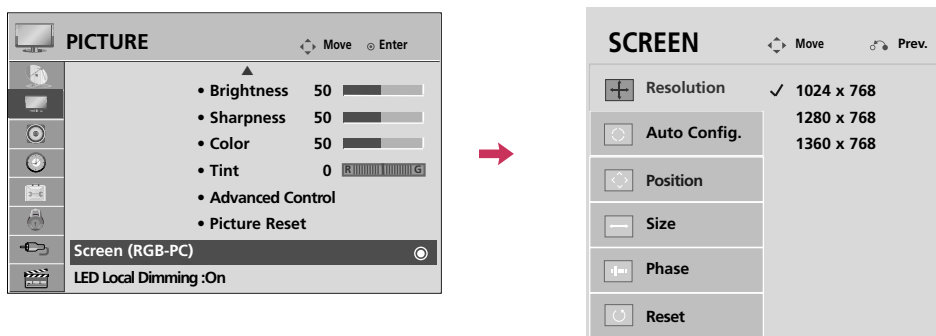 PICTURE
Move
Enter
• Brightness 50
• Sharpness 50
• Color 50
• Tint 0 R G
• Advanced Control
• Picture Reset
Screen (RGB-PC)
LED Local Dimming :On
SCREEN
Move
Prev.
Resolution
1024 x 768
1280 x 768
1360 x 768
Auto Config.
Position
Size
Phase
Reset